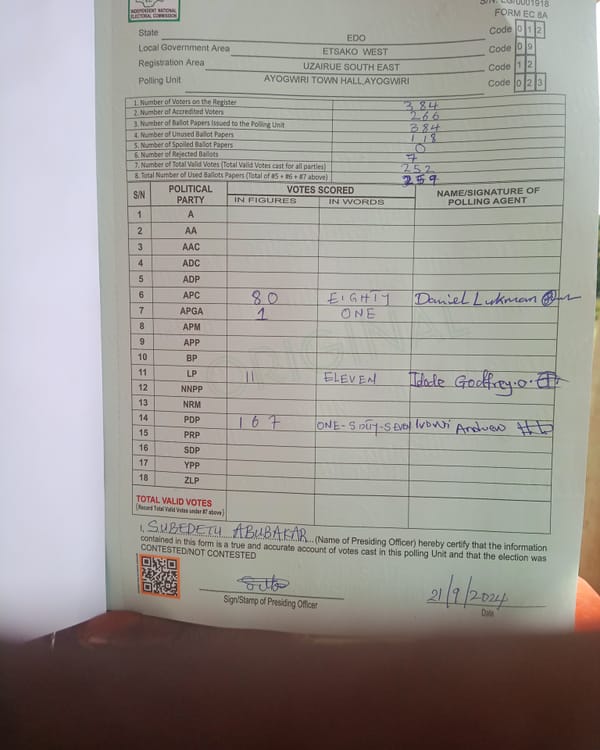 INDEPENDENT NATIONAL
ELECTORAL COMMISSION
FORM EC 8A
State EDO Code 0 1 2
Local Government Area ETSAKO WEST Code 0 9
Registration Area UZAIRUE SOUTH EAST Code 1 2
Polling Unit AYOGWIRI TOWN HALL,AYOGWIRI Code 0 2 3
1. Number of Voters on the Register 384
2. Number of Accredited Voters 266
3. Number of Ballot Papers Issued to the Polling Unit 384
4. Number of Unused Ballot Papers 118
5. Number of Spoiled Ballot Papers 0
6. Number of Rejected Ballots 7
7. Number of Total Valid Votes (Total Valid Votes cast for all parties) 252
8. Total Number of Used Ballots Papers (Total of #5 + #6 + #7 above) 259
S/N POLITICAL PARTY VOTES SCORED NAME/SIGNATURE OF POLLING AGENT
IN FIGURES IN WORDS
1 A
2 AA
3 AAC
4 ADC
5 ADP
6 APC 80 EIGHTY Daniel Lukman
7 APGA 1 ONE
8 APM
9 APP
10 BP
11 LP 11 ELEVEN Godffrey.O.
12 NNPP
13 NRM
14 PDP 167 Andrew
15 PRP
16 SDP
17 YPP
18 ZLP
ORIGINAL
TOTAL VALID VOTES
(Record Total Valid Votes under #7 above)
I, SUBEDETU ABUBAKAR (Name of Presiding Officer) hereby certify that the information
contained in this form is a true and accurate account of votes cast in this polling Unit and that the election was
CONTESTED/NOT CONTESTED
21/9/2024
Sign/Stamp of Presiding Officer Date